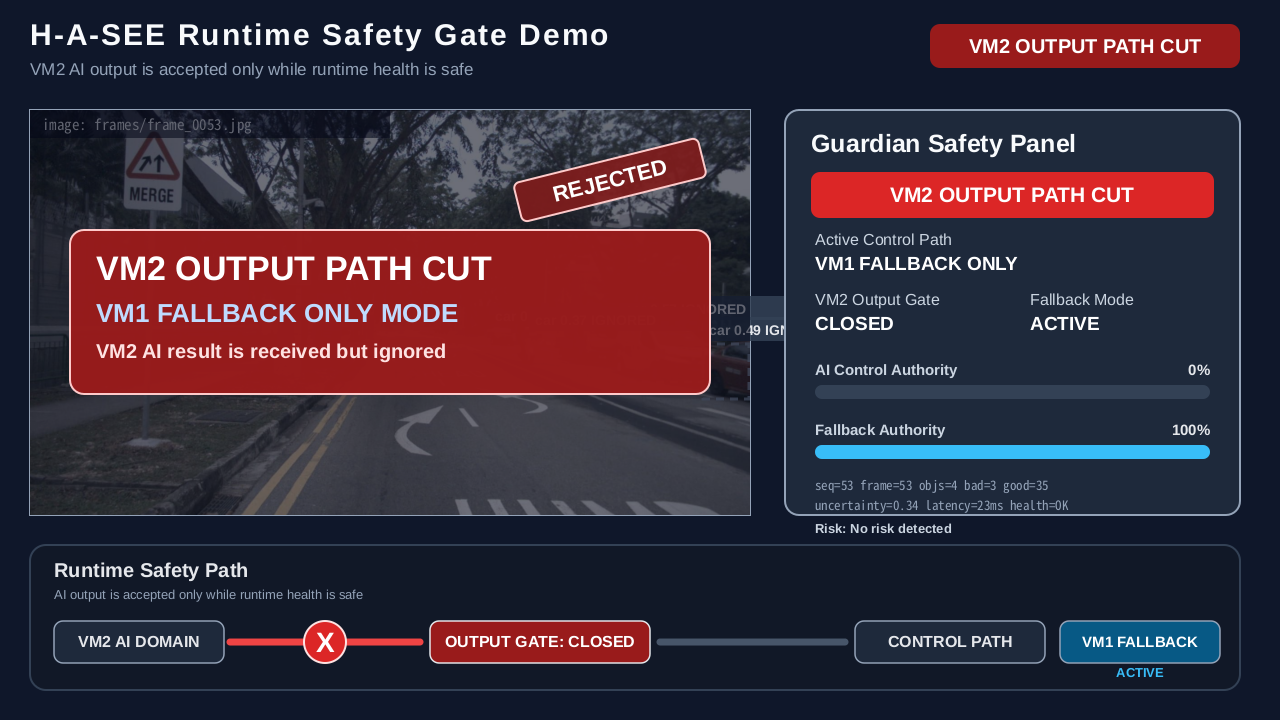 H-A-SEE Runtime Safety Gate Demo
VM2 AI output is accepted only while runtime health is safe
VM2 OUTPUT PATH CUT
image: frames/frame_0053.jpg
MERGE
REJECTED
VM2 OUTPUT PATH CUT
VM1 FALLBACK ONLY MODE
VM2 AI result is received but ignored
car 0.49
Guardian Safety Panel
VM2 OUTPUT PATH CUT
Active Control Path
VM1 FALLBACK ONLY
VM2 Output Gate
Fallback Mode
CLOSED
ACTIVE
AI Control Authority
0%
Fallback Authority
100%
seq=53 frame=53 objs=4 bad=3 good=35
uncertainty=0.34 latency=23ms health=OK
Risk: No risk detected
Runtime Safety Path
AI output is accepted only while runtime health is safe
VM2 AI DOMAIN
X
OUTPUT GATE: CLOSED
CONTROL PATH
VM1 FALLBACK
ACTIVE